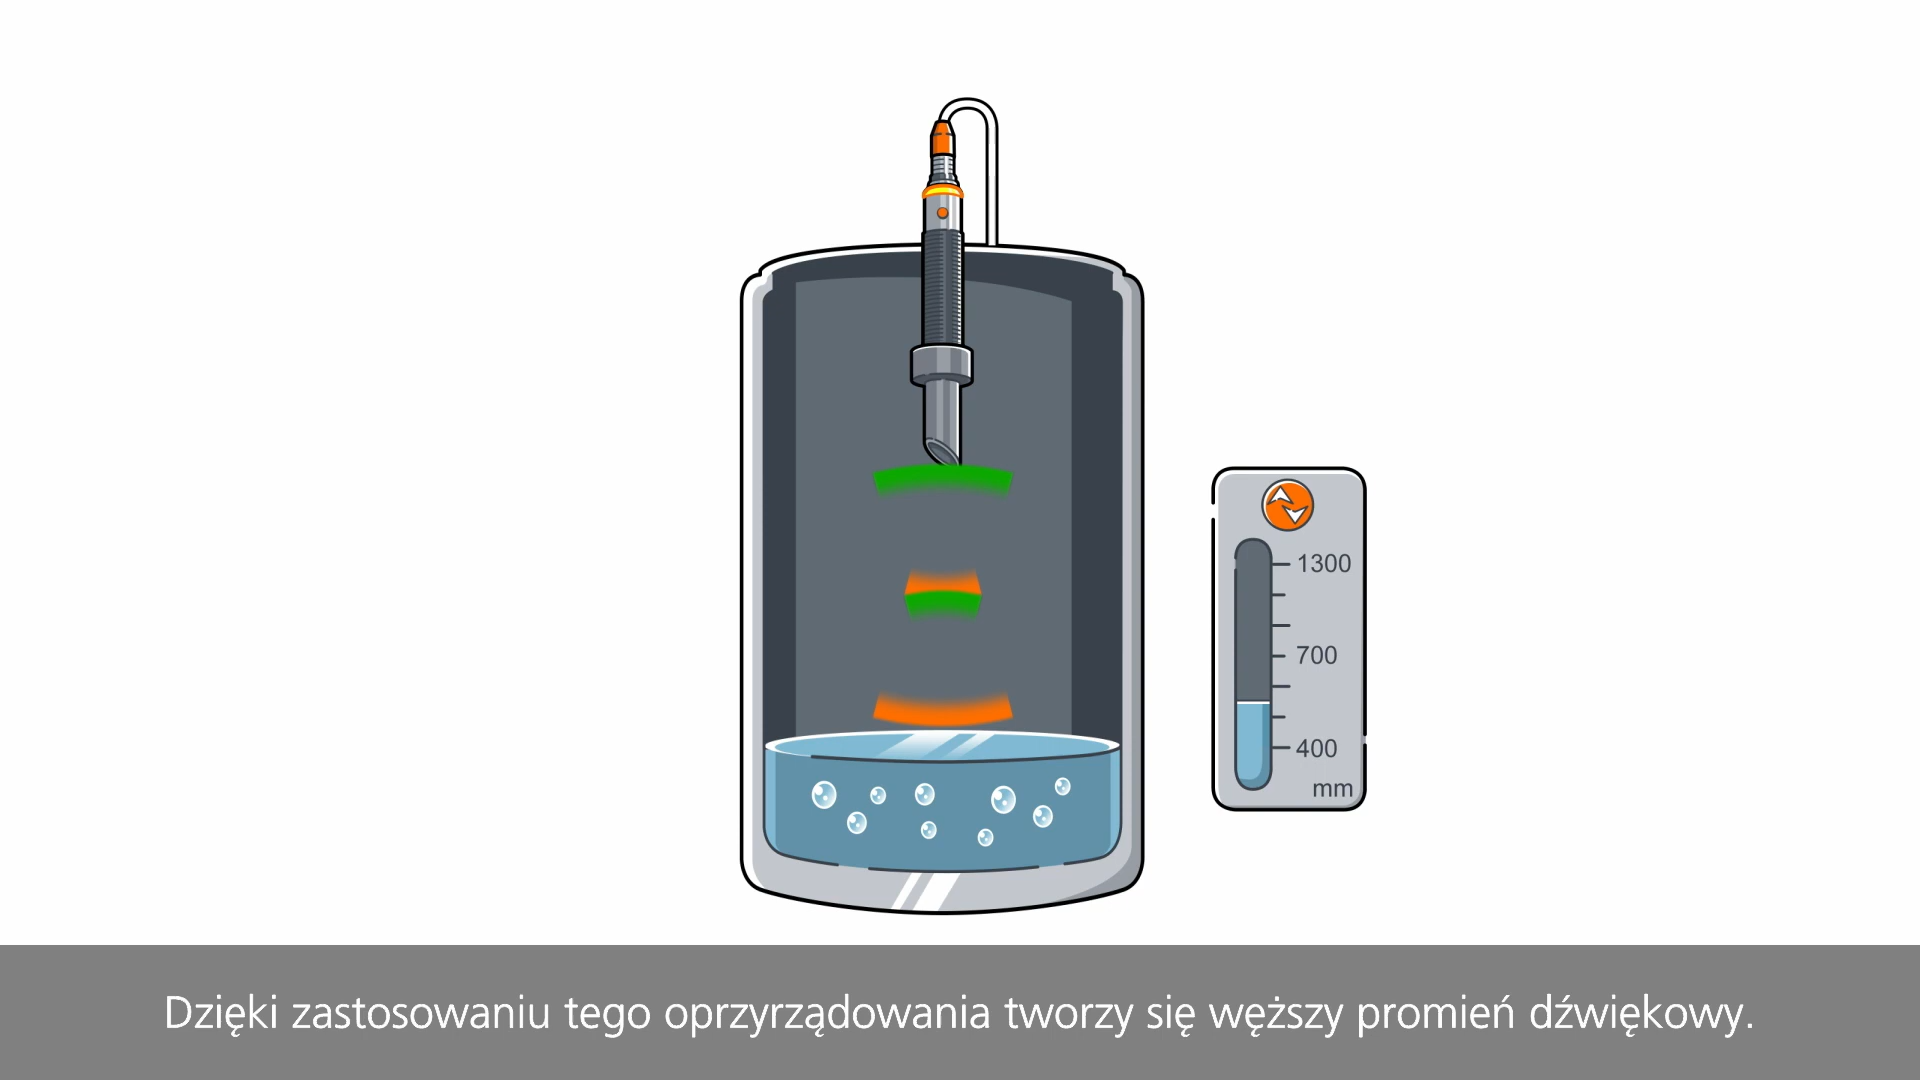 1300
700
400
mm
Dzięki zastosowaniu tego oprzyrządowania tworzy się węższy promień dźwiękowy.